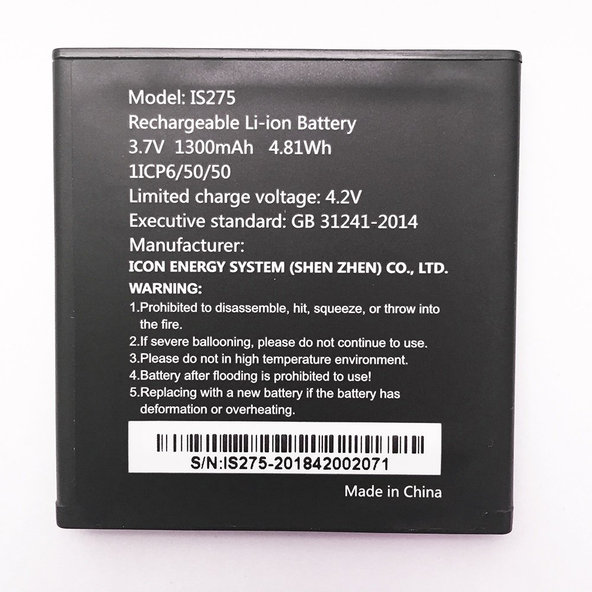 Model: IS275
Rechargeable Li-ion Battery
3.7V 1300mAh 4.81Wh
1ICP6/50/50
Limited charge voltage: 4.2V
Executive standard: GB 31241-2014
Manufacturer:
ICON ENERGY SYSTEM (SHEN ZHEN) CO., LTD.
WARNING:
1.Prohibited to disassemble, hit, squeeze, or throw into
the fire.
2.If severe ballooning, please do not continue to use.
3.Please do not in high temperature environment.
4.Battery after flooding is prohibited to use!
5.Replacing with a new battery if the battery has
deformation or overheating.
S/N:IS275-201842002071
Made in China